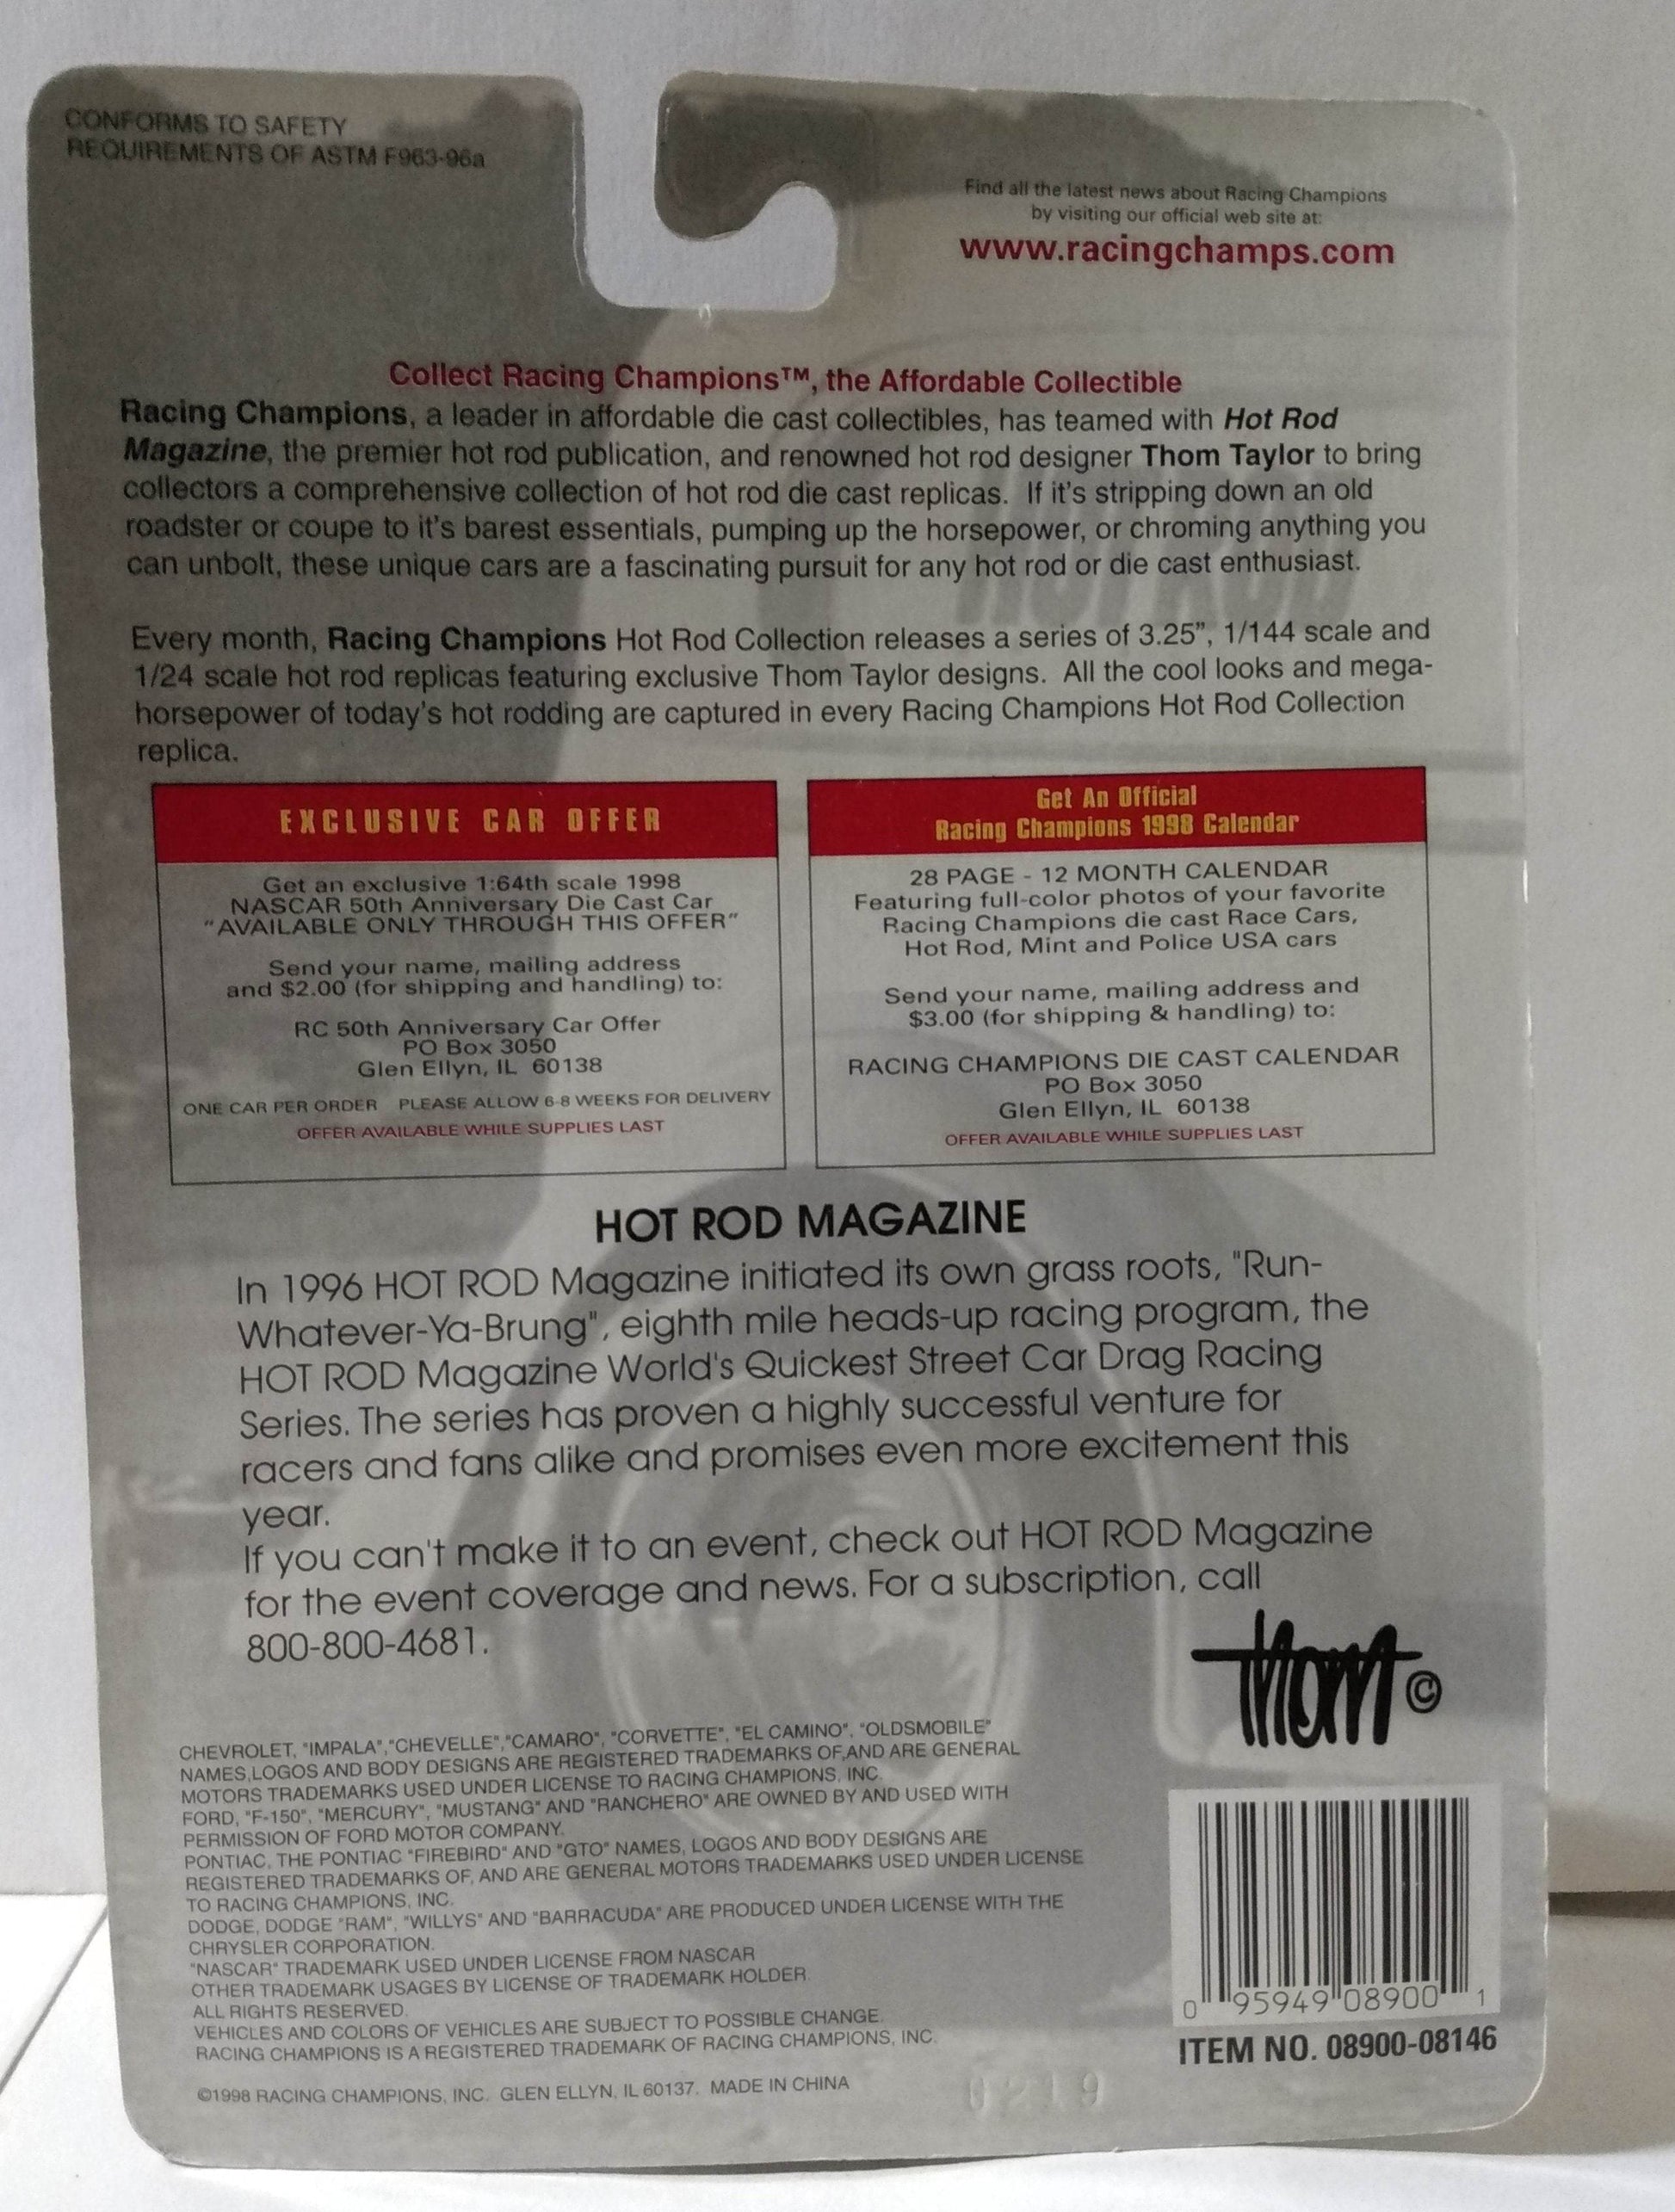 CONFORMS TO SAFETY
REQUIREMENTS OF ASTM F963-96a
Find all the latest news about Racing Champions
by visiting our official web site at:
www.racingchamps.com
Collect Racing Champions™, the Affordable Collectible
Racing Champions, a leader in affordable die cast collectibles, has teamed with Hot Rod
Magazine, the premier hot rod publication, and renowned hot rod designer Thom Taylor to bring
collectors a comprehensive collection of hot rod die cast replicas. If it's stripping down an old
roadster or coupe to it's barest essentials, pumping up the horsepower, or chroming anything you
can unbolt, these unique cars are a fascinating pursuit for any hot rod or die cast enthusiast.
Every month, Racing Champions Hot Rod Collection releases a series of 3.25", 1/144 scale and
1/24 scale hot rod replicas featuring exclusive Thom Taylor designs. All the cool looks and mega-
horsepower of today's hot rodding are captured in every Racing Champions Hot Rod Collection
replica.
EXCLUSIVE CAR OFFER
Get an exclusive 1:64th scale 1998
NASCAR 50th Anniversary Die Cast Car
"AVAILABLE ONLY THROUGH THIS OFFER"
Send your name, mailing address
and $2.00 (for shipping and handling) to:
RC 50th Anniversary Car Offer
PO Box 3050
Glen Ellyn, IL 60138
ONE CAR PER ORDER PLEASE ALLOW 6-8 WEEKS FOR DELIVERY
OFFER AVAILABLE WHILE SUPPLIES LAST
Get An Official
Racing Champions 1998 Calendar
28 PAGE - 12 MONTH CALENDAR
Featuring full-color photos of your favorite
Racing Champions die cast Race Cars,
Hot Rod, Mint and Police USA cars
Send your name, mailing address and
$3.00 (for shipping & handling) to:
RACING CHAMPIONS DIE CAST CALENDAR
PO Box 3050
Glen Ellyn, IL 60138
OFFER AVAILABLE WHILE SUPPLIES LAST
HOT ROD MAGAZINE
In 1996 HOT ROD Magazine initiated its own grass roots, "Run-
Whatever-Ya-Brung", eighth mile heads-up racing program, the
HOT ROD Magazine World's Quickest Street Car Drag Racing
Series. The series has proven a highly successful venture for
racers and fans alike and promises even more excitement this
year.
If you can't make it to an event, check out HOT ROD Magazine
for the event coverage and news. For a subscription, call
800-800-4681.
Thom ©
CHEVROLET, "IMPALA","CHEVELLE","CAMARO", "CORVETTE", "EL CAMINO", "OLDSMOBILE"
NAMES,LOGOS AND BODY DESIGNS ARE REGISTERED TRADEMARKS OF,AND ARE GENERAL
MOTORS TRADEMARKS USED UNDER LICENSE TO RACING CHAMPIONS, INC.
FORD, "F-150", "MERCURY", "MUSTANG" AND "RANCHERO" ARE OWNED BY AND USED WITH
PERMISSION OF FORD MOTOR COMPANY.
PONTIAC, THE PONTIAC "FIREBIRD" AND "GTO" NAMES, LOGOS AND BODY DESIGNS ARE
REGISTERED TRADEMARKS OF, AND ARE GENERAL MOTORS TRADEMARKS USED UNDER LICENSE
TO RACING CHAMPIONS, INC.
DODGE, DODGE "RAM", "WILLYS" AND "BARRACUDA" ARE PRODUCED UNDER LICENSE WITH THE
CHRYSLER CORPORATION.
"NASCAR" TRADEMARK USED UNDER LICENSE FROM NASCAR
OTHER TRADEMARK USAGES BY LICENSE OF TRADEMARK HOLDER.
ALL RIGHTS RESERVED.
VEHICLES AND COLORS OF VEHICLES ARE SUBJECT TO POSSIBLE CHANGE.
RACING CHAMPIONS IS A REGISTERED TRADEMARK OF RACING CHAMPIONS, INC.
©1998 RACING CHAMPIONS, INC. GLEN ELLYN, IL 60137. MADE IN CHINA
0219
0 95949 08900 1
ITEM NO. 08900-08146